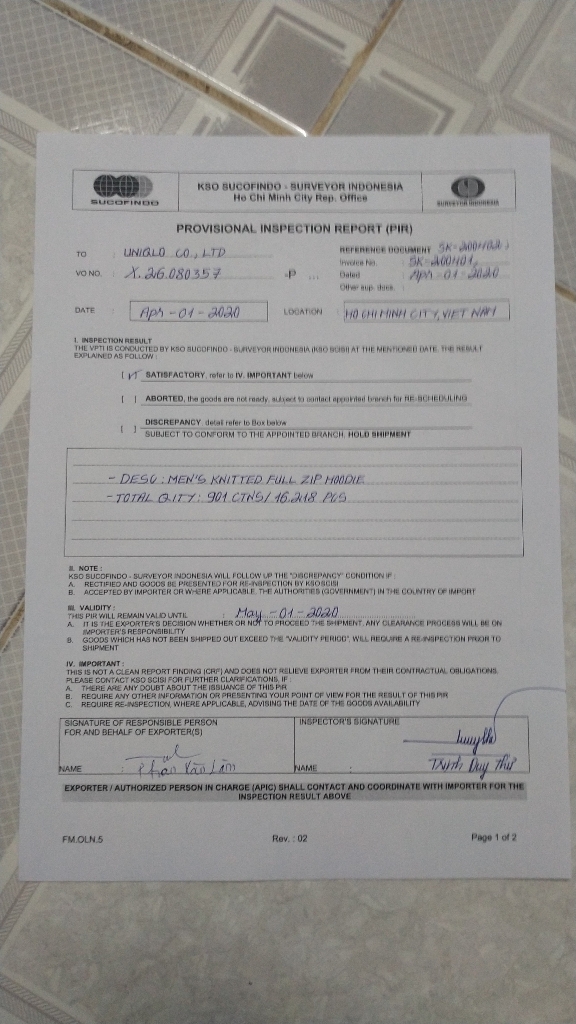 SUCOFINDO
KSO SUCOFINDO - SURVEYOR INDONESIA
Ho Chi Minh City Rep. Office
SURVEYOR INDONESIA
PROVISIONAL INSPECTION REPORT (PIR)
TO : UNIQLO CO., LTD
REFERENCE DOCUMENT
VO NO. : X.26.080357 -P ...
Invoice No. :
Dated : Apr-01-2020
Other sup. docs. :
DATE : Apr-01-2020
LOCATION : HO CHI MINH CITY, VIET NAM
I. INSPECTION RESULT
THE VPTI IS CONDUCTED BY KSO SUCOFINDO - SURVEYOR INDONESIA (KSO SCISI) AT THE MENTIONED DATE. THE RESULT
EXPLAINED AS FOLLOW :
[✓] SATISFACTORY, refer to IV. IMPORTANT below
[ ] ABORTED, the goods are not ready, subject to contact appointed branch for RE-SCHEDULING
DISCREPANCY, detail refer to Box below
[ ] SUBJECT TO CONFORM TO THE APPOINTED BRANCH, HOLD SHIPMENT
- DESC : MEN'S KNITTED FULL ZIP HOODIE
- TOTAL Q'ITY : 901 CTNS/ 16.218 PCS
II. NOTE :
KSO SUCOFINDO - SURVEYOR INDONESIA WILL FOLLOW UP THE "DISCREPANCY" CONDITION IF :
A. RECTIFIED AND GOODS BE PRESENTED FOR RE-INSPECTION BY KSO SCISI
B. ACCEPTED BY IMPORTER OR WHERE APPLICABLE, THE AUTHORITIES (GOVERNMENT) IN THE COUNTRY OF IMPORT
III. VALIDITY :
THIS PIR WILL REMAIN VALID UNTIL : May-01-2020
A. IT IS THE EXPORTER'S DECISION WHETHER OR NOT TO PROCEED THE SHIPMENT. ANY CLEARANCE PROCESS WILL BE ON
IMPORTER'S RESPONSIBILITY
B. GOODS WHICH HAS NOT BEEN SHIPPED OUT EXCEED THE "VALIDITY PERIOD", WILL REQUIRE A RE-INSPECTION PRIOR TO
SHIPMENT
IV. IMPORTANT :
THIS IS NOT A CLEAN REPORT FINDING (CRF) AND DOES NOT RELIEVE EXPORTER FROM THEIR CONTRACTUAL OBLIGATIONS.
PLEASE CONTACT KSO SCISI FOR FURTHER CLARIFICATIONS, IF :
A. THERE ARE ANY DOUBT ABOUT THE ISSUANCE OF THIS PIR
B. REQUIRE ANY OTHER INFORMATION OR PRESENTING YOUR POINT OF VIEW FOR THE RESULT OF THIS PIR
C. REQUIRE RE-INSPECTION, WHERE APPLICABLE, ADVISING THE DATE OF THE GOODS AVAILABILITY
SIGNATURE OF RESPONSIBLE PERSON
FOR AND BEHALF OF EXPORTER(S)
INSPECTOR'S SIGNATURE
NAME : Phan Văn Lâm
NAME : Trịnh Duy Thụ
EXPORTER / AUTHORIZED PERSON IN CHARGE (APIC) SHALL CONTACT AND COORDINATE WITH IMPORTER FOR THE
INSPECTION RESULT ABOVE
FM.OLN.5
Rev. : 02
Page 1 of 2